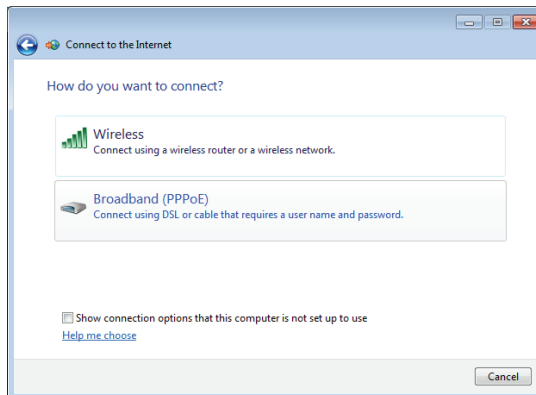 Connect to the Internet
How do you want to connect?
Wireless
Connect using a wireless router or a wireless network.
Broadband (PPPoE)
Connect using DSL or cable that requires a user name and password.
Show connection options that this computer is not set up to use
Help me choose
Cancel